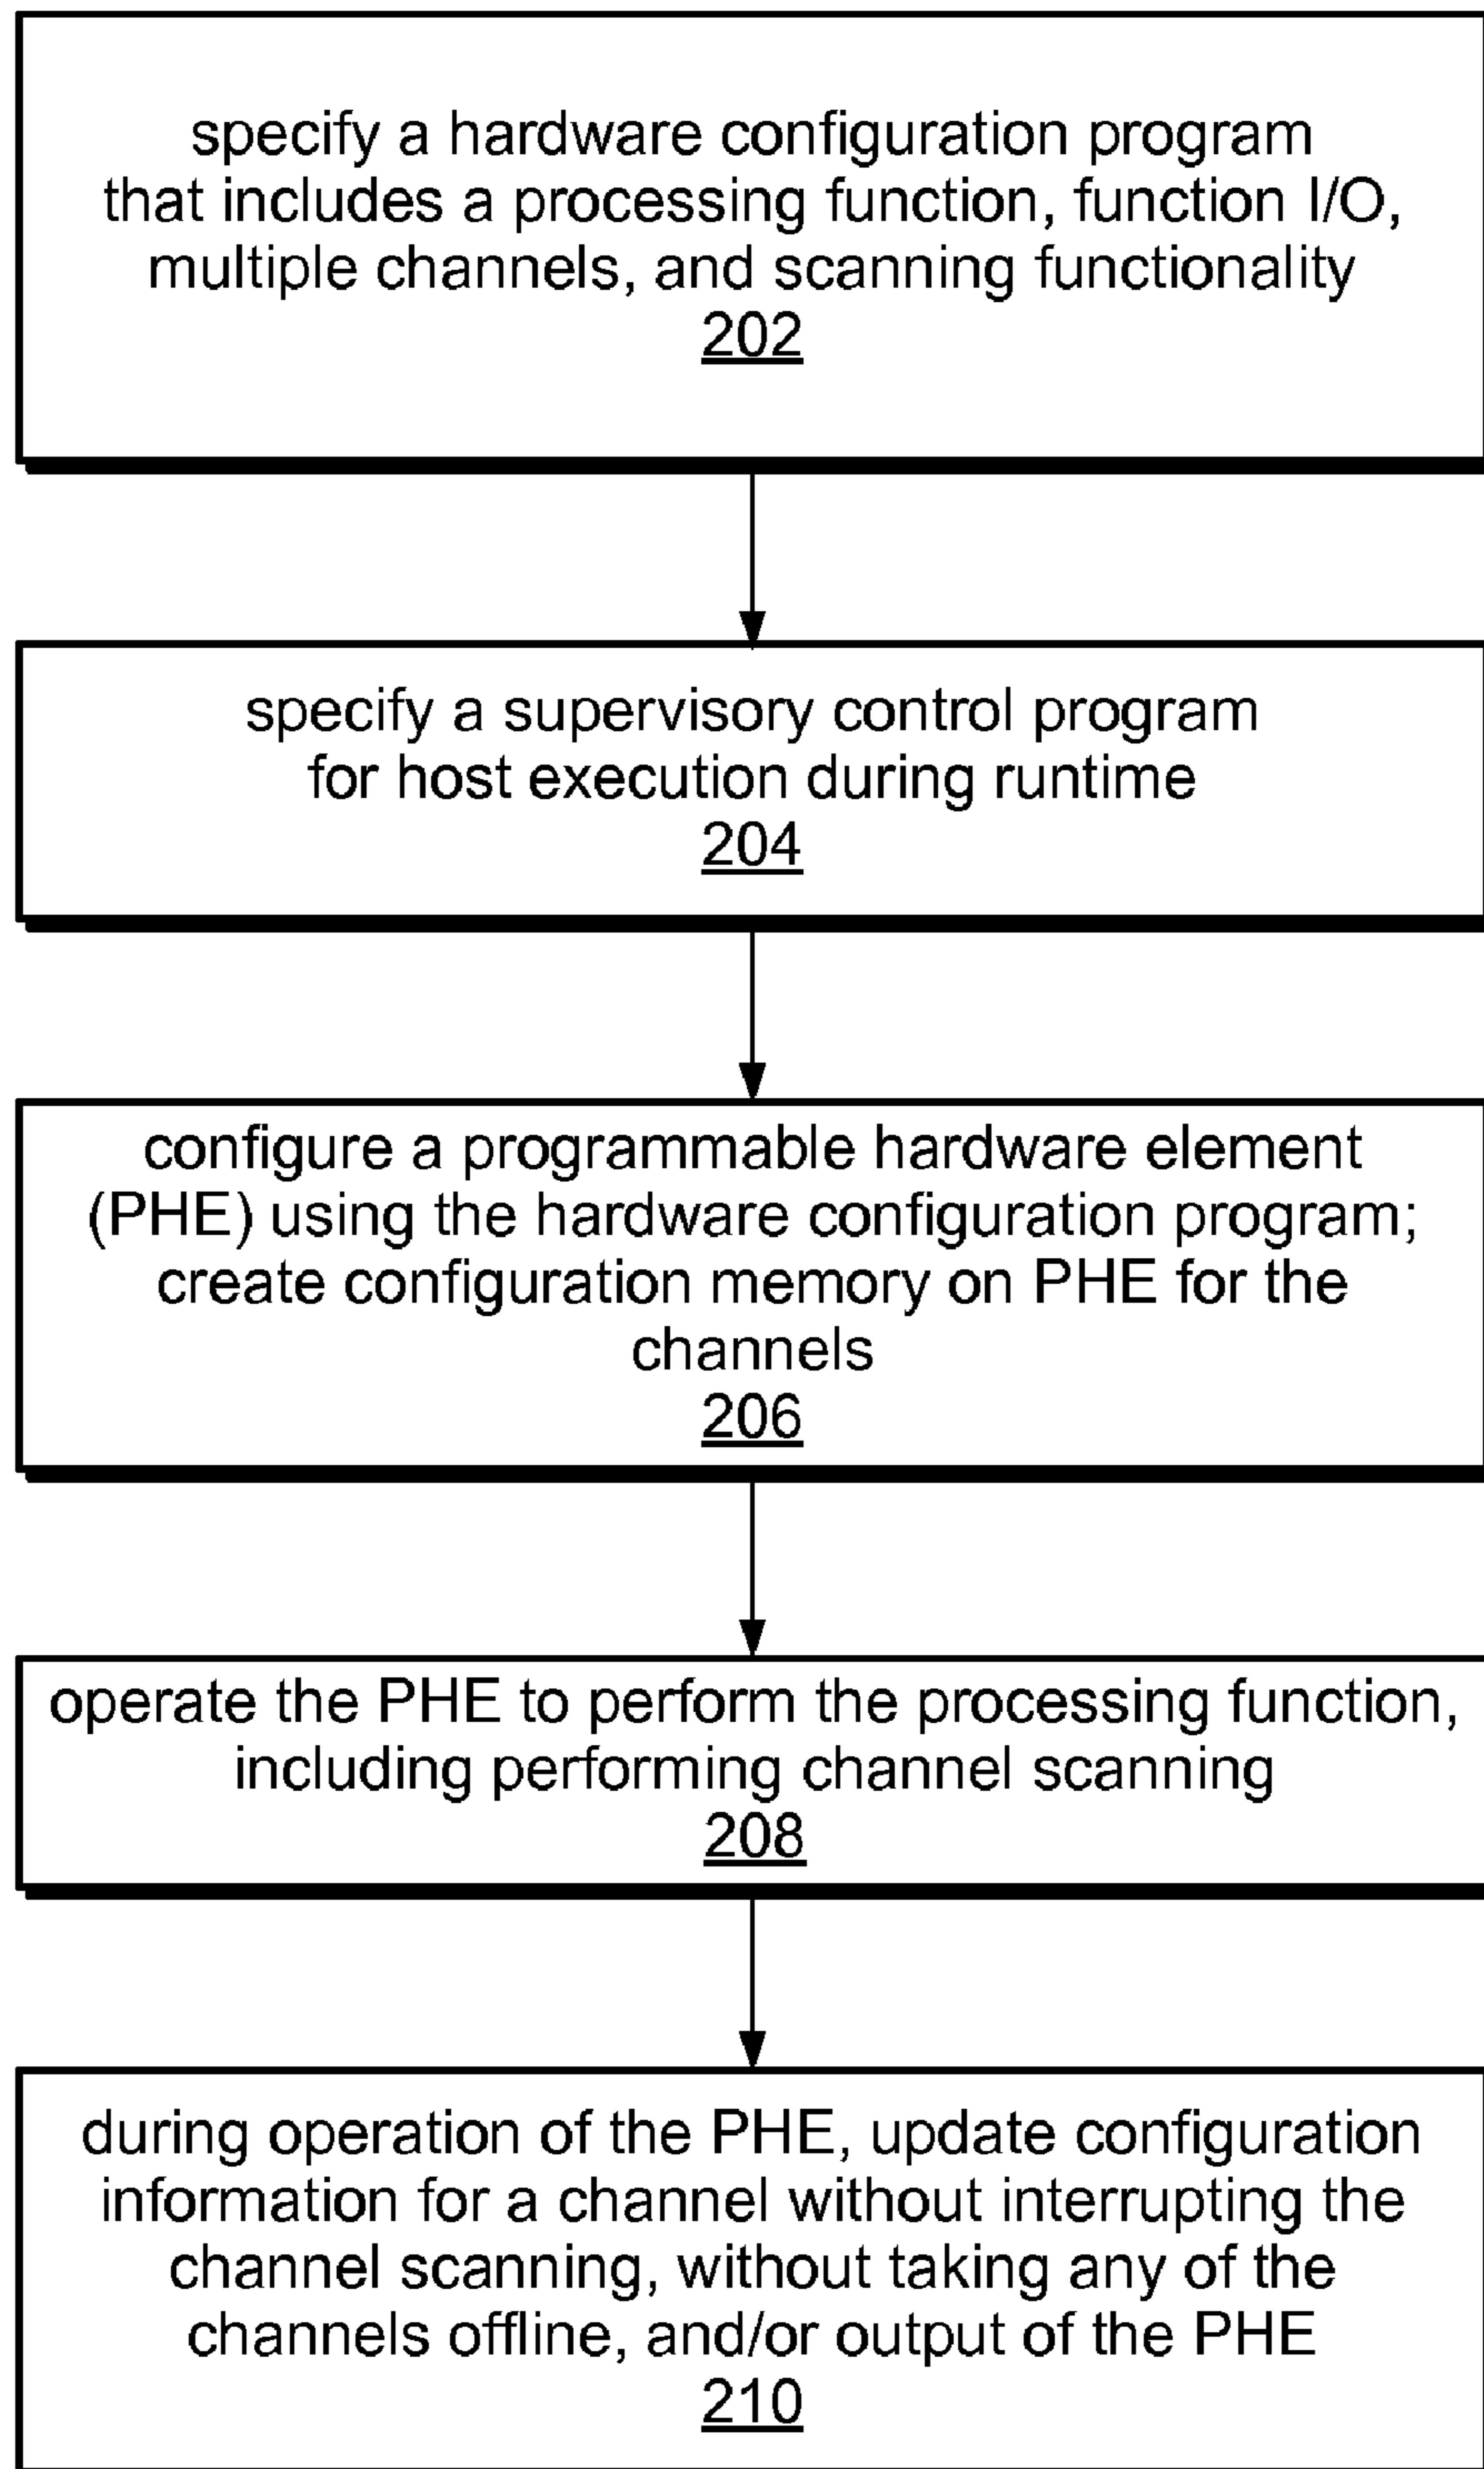 specify a hardware configuration program
that includes a processing function, function I/O,
multiple channels, and scanning functionality
202
specify a supervisory control program
for host execution during runtime
204
configure a programmable hardware element
(PHE) using the hardware configuration program;
create configuration memory on PHE for the
channels
206
operate the PHE to perform the processing function,
including performing channel scanning
208
during operation of the PHE, update configuration
information for a channel without interrupting the
channel scanning, without taking any of the
channels offline, and/or output of the PHE
210